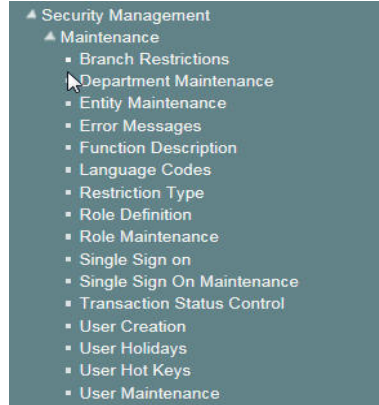 Security Management
Maintenance
Branch Restrictions
Department Maintenance
Entity Maintenance
Error Messages
Function Description
Language Codes
Restriction Type
Role Definition
Role Maintenance
Single Sign on
Single Sign On Maintenance
Transaction Status Control
User Creation
User Holidays
User Hot Keys
User Maintenance